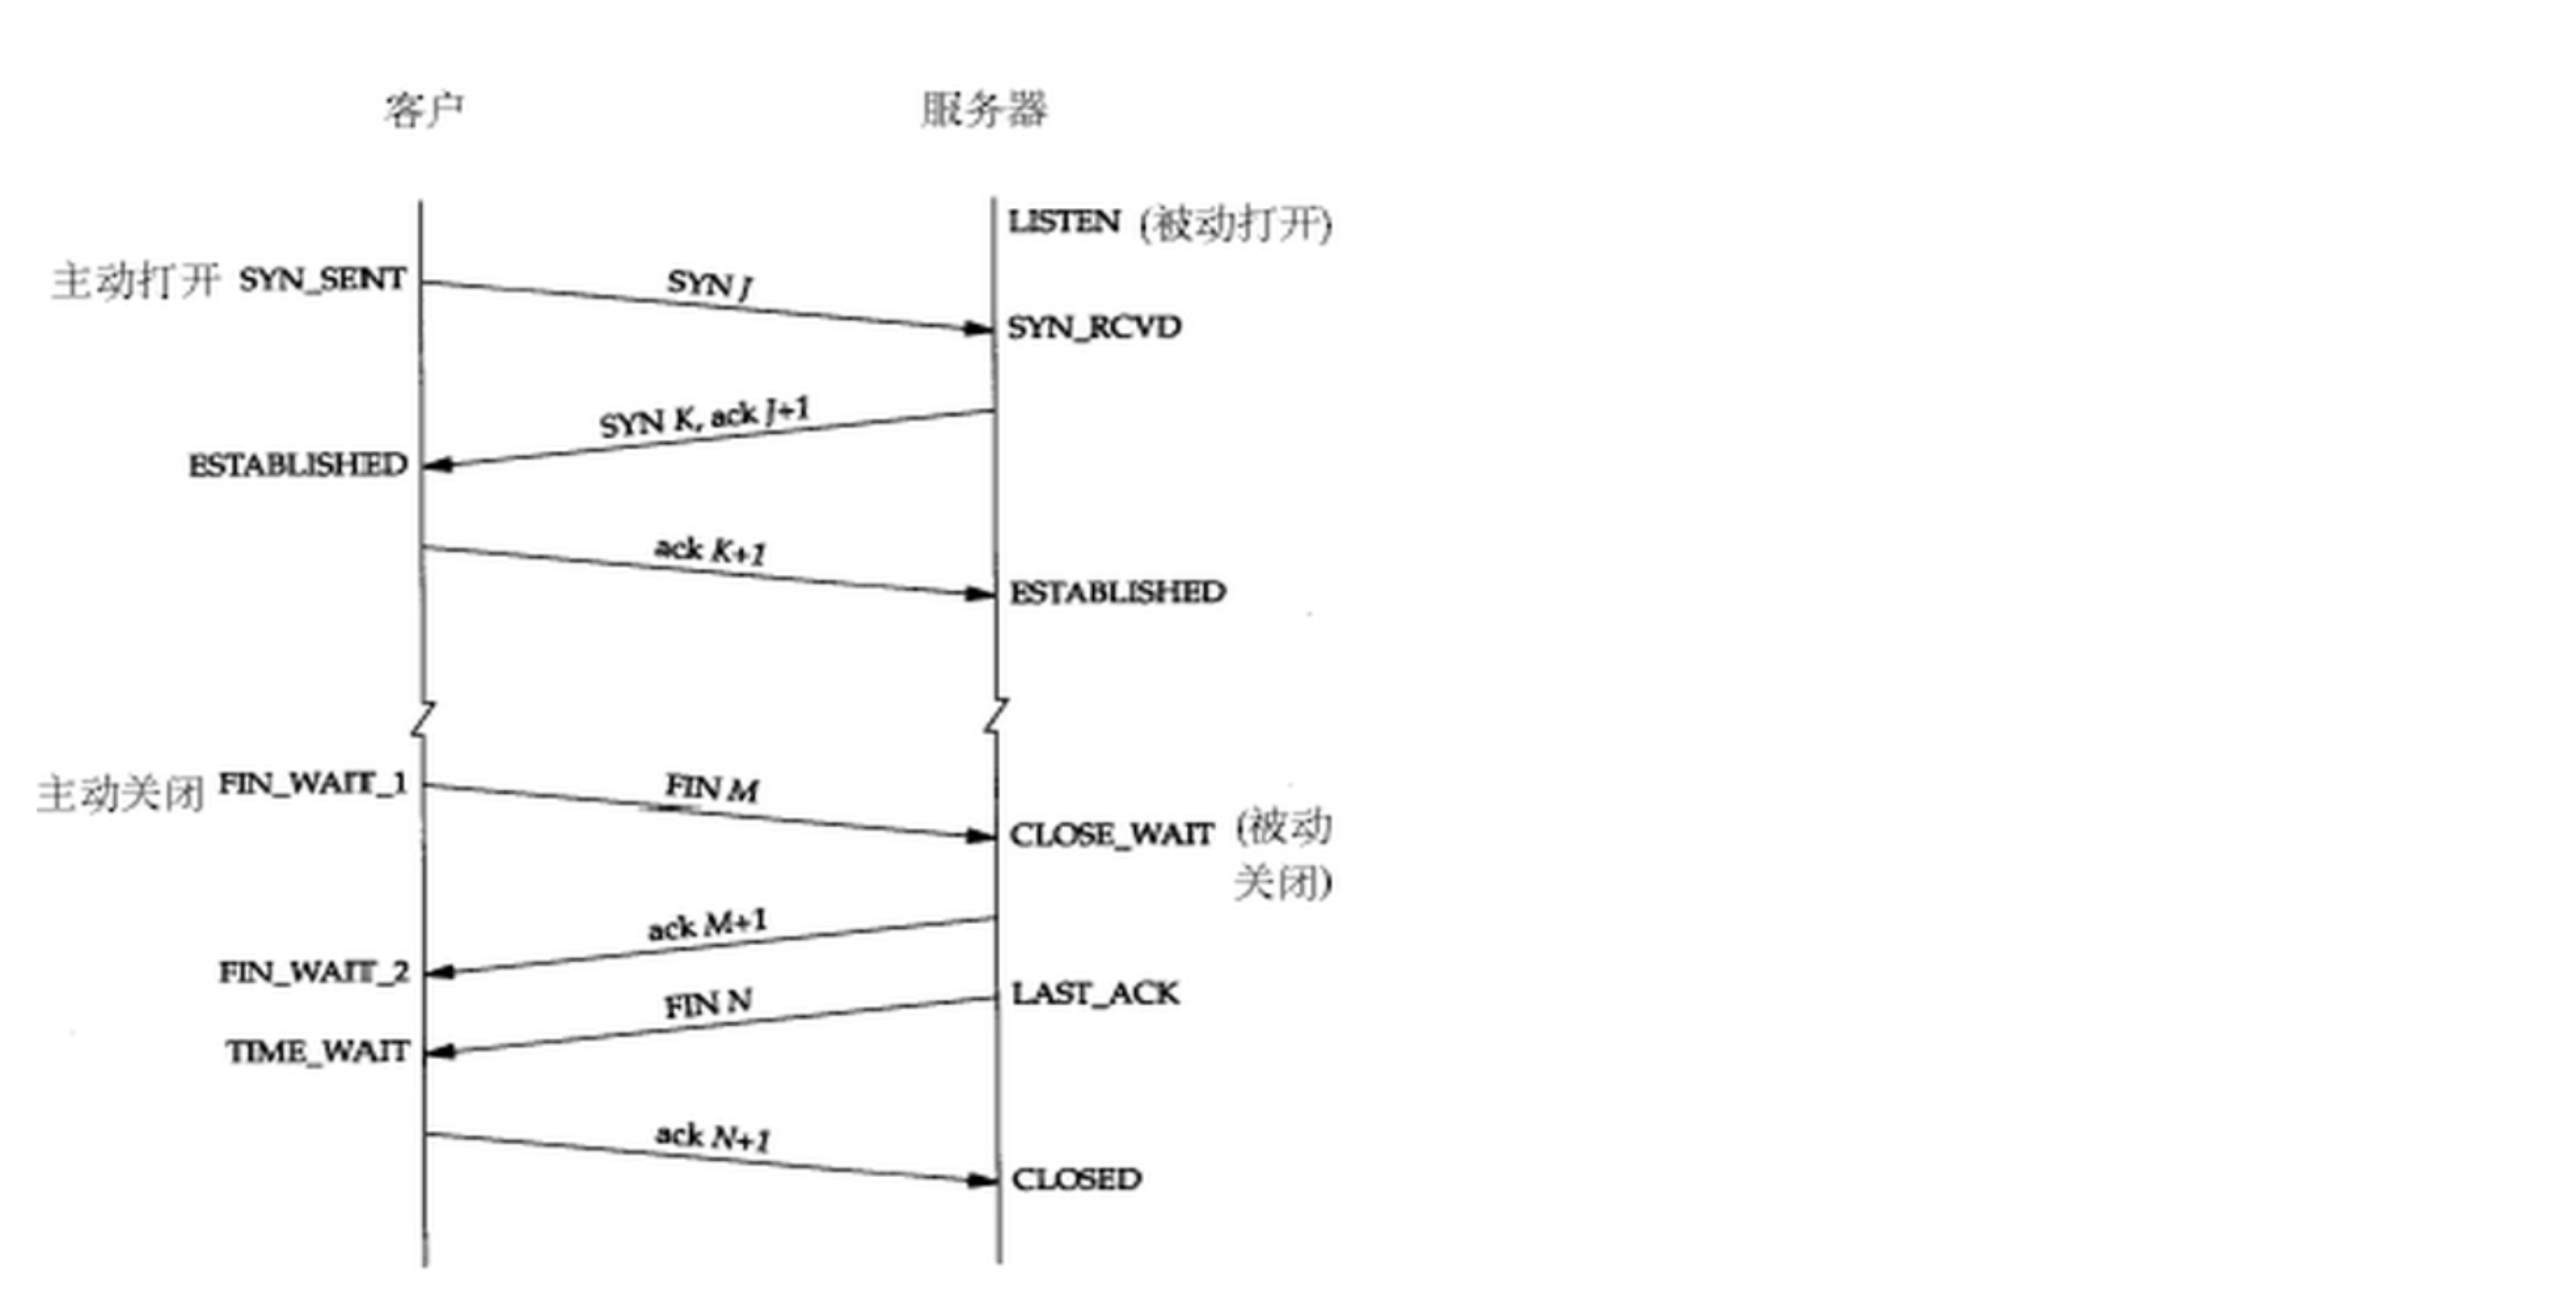 客户
服务器
LISTEN (被动打开)
主动打开 SYN_SENT
SYN J
SYN_RCVD
SYN K, ack J+1
ESTABLISHED
ack K+1
ESTABLISHED
主动关闭 FIN_WAIT_1
FIN M
CLOSE_WAIT (被动
关闭)
ack M+1
FIN_WAIT_2
FIN N
LAST_ACK
TIME_WAIT
ack N+1
CLOSED